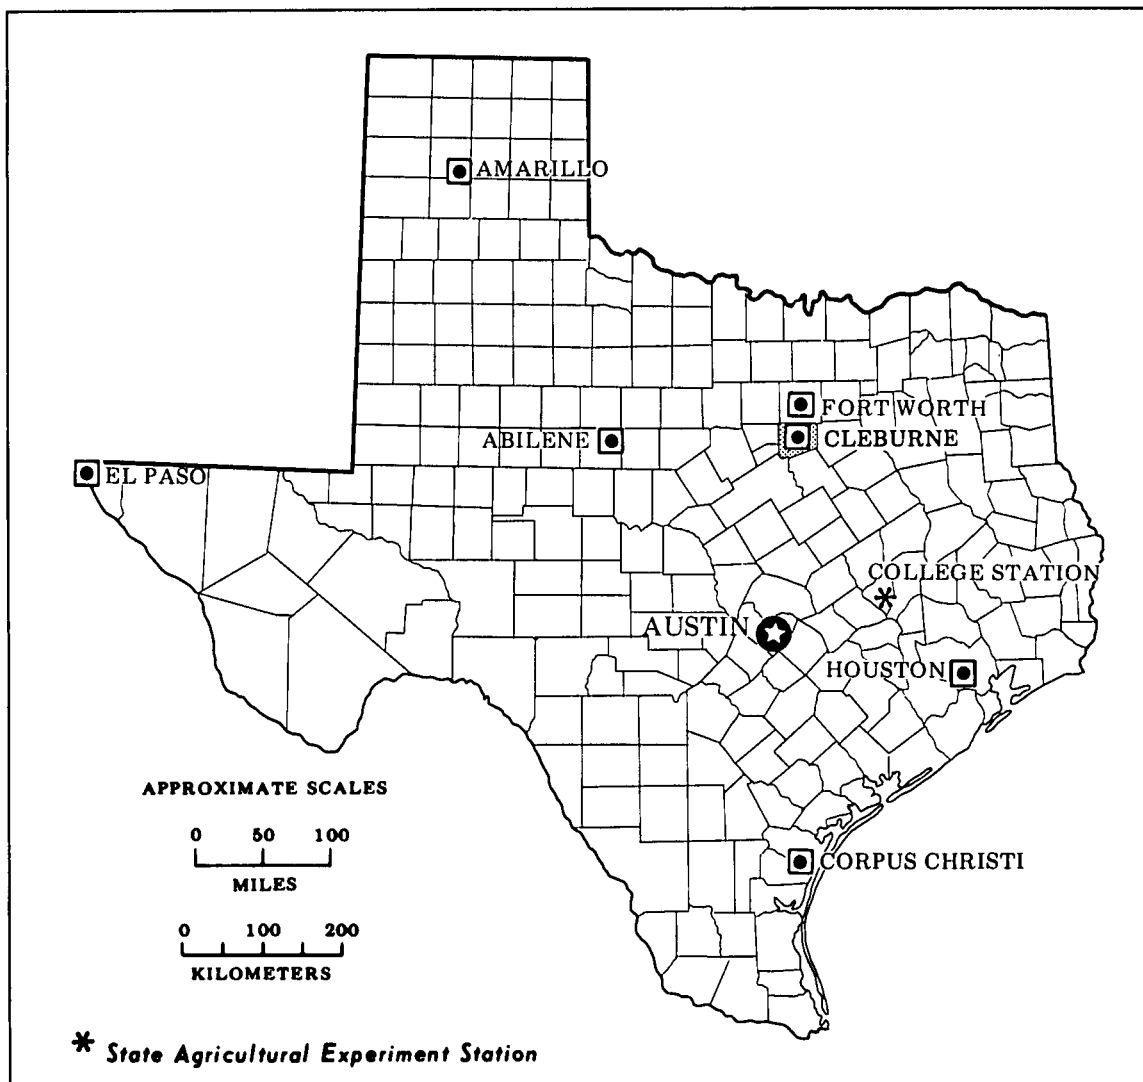 AMARILLO
FORT WORTH
ABILENE
CLEBURNE
EL PASO
COLLEGE STATION
AUSTIN
HOUSTON
APPROXIMATE SCALES
0 50 100
MILES
CORPUS CHRISTI
0 100 200
KILOMETERS
* State Agricultural Experiment Station